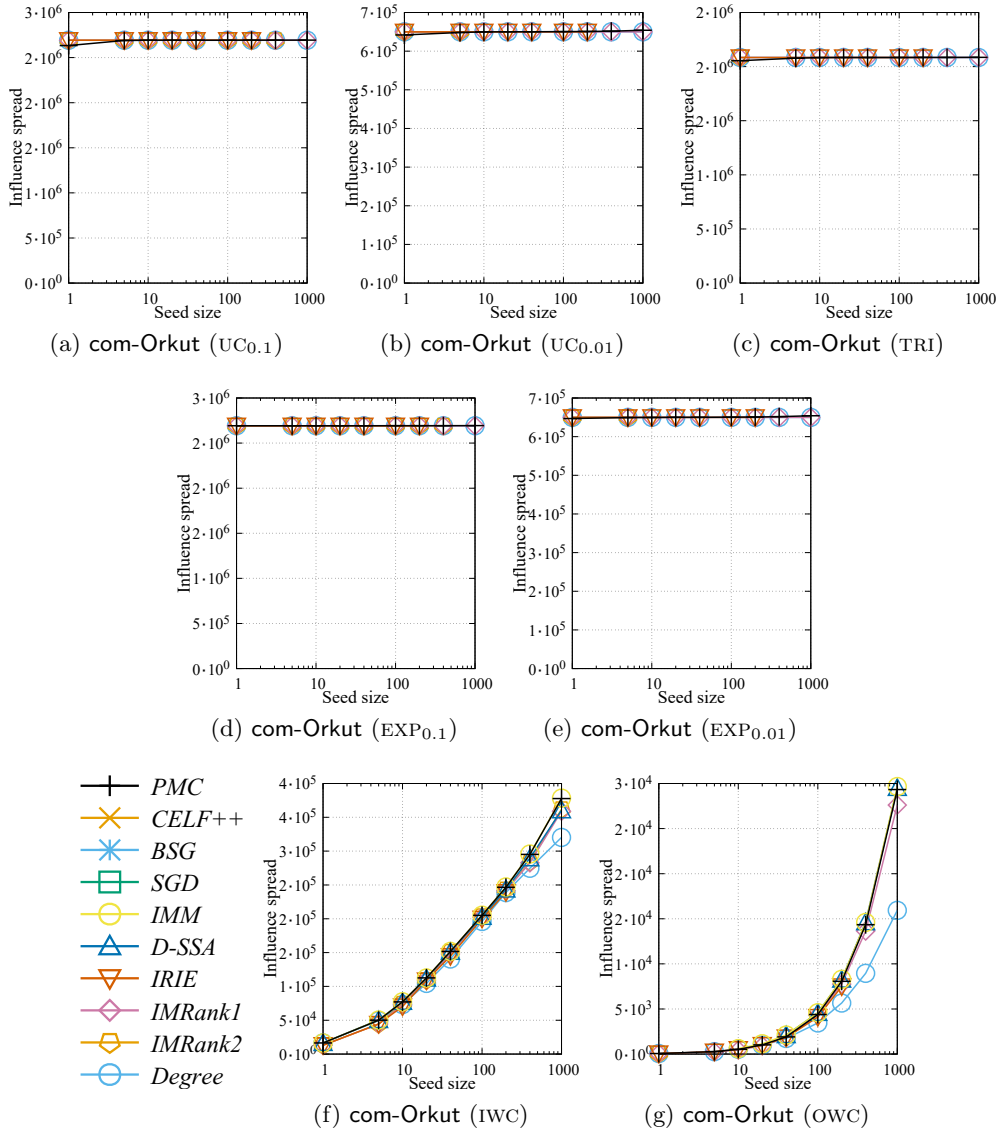 3·10⁶
2·10⁶
2·10⁶
2·10⁶
1·10⁶
5·10⁵
0·10⁰
Influence spread
1 10 100 1000
Seed size
(a) com-Orkut (UC0.1)
7·10⁵
6·10⁵
5·10⁵
4·10⁵
3·10⁵
2·10⁵
1·10⁵
0·10⁰
Influence spread
1 10 100 1000
Seed size
(b) com-Orkut (UC0.01)
2·10⁶
2·10⁶
2·10⁶
1·10⁶
5·10⁵
0·10⁰
Influence spread
1 10 100 1000
Seed size
(c) com-Orkut (TRI)
3·10⁶
2·10⁶
2·10⁶
2·10⁶
1·10⁶
5·10⁵
0·10⁰
Influence spread
1 10 100 1000
Seed size
(d) com-Orkut (EXP0.1)
7·10⁵
6·10⁵
5·10⁵
4·10⁵
3·10⁵
2·10⁵
1·10⁵
0·10⁰
Influence spread
1 10 100 1000
Seed size
(e) com-Orkut (EXP0.01)
PMC
CELF++
BSG
SGD
IMM
D-SSA
IRIE
IMRank1
IMRank2
Degree
4·10⁵
4·10⁵
3·10⁵
2·10⁵
2·10⁵
1·10⁵
1·10⁵
5·10⁴
0·10⁰
Influence spread
1 10 100 1000
Seed size
(f) com-Orkut (IWC)
3·10⁴
2·10⁴
2·10⁴
2·10⁴
1·10⁴
5·10³
0·10⁰
Influence spread
1 10 100 1000
Seed size
(g) com-Orkut (OWC)